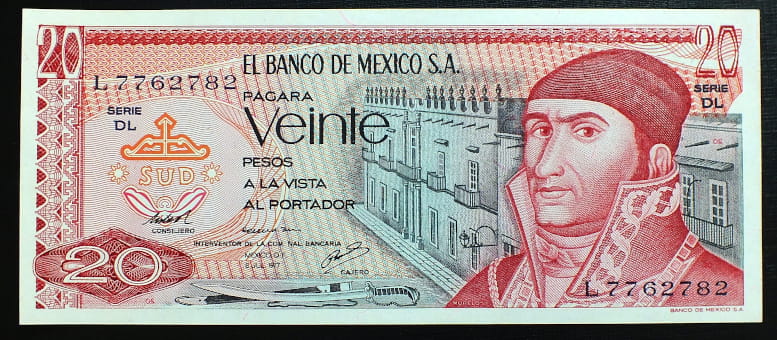 20
20
L 7762782
EL BANCO DE MEXICO S.A.
SERIE
DL
PAGARA
SERIE
DL
Veinte
SUD
PESOS
A LA VISTA
AL PORTADOR
CONSEJERO
INTERVENTOR DE LA COM. NAL. BANCARIA
MEXICO D.F.
CAJERO
20
L 7762782
MORELOS
BANCO DE MEXICO S.A.